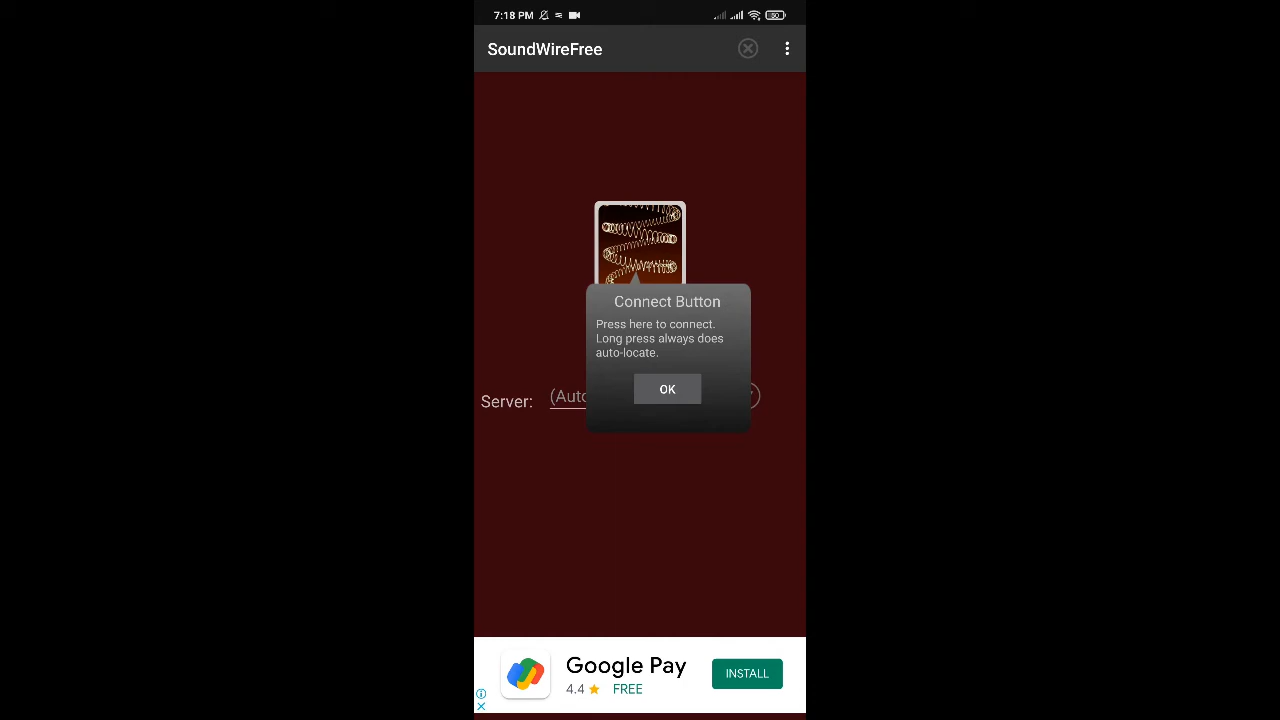 7:18 PM
50
SoundWireFree
Connect Button
Press here to connect.
Long press always does
auto-locate.
OK
Server:
(Auto
Google Pay
4.4
FREE
INSTALL